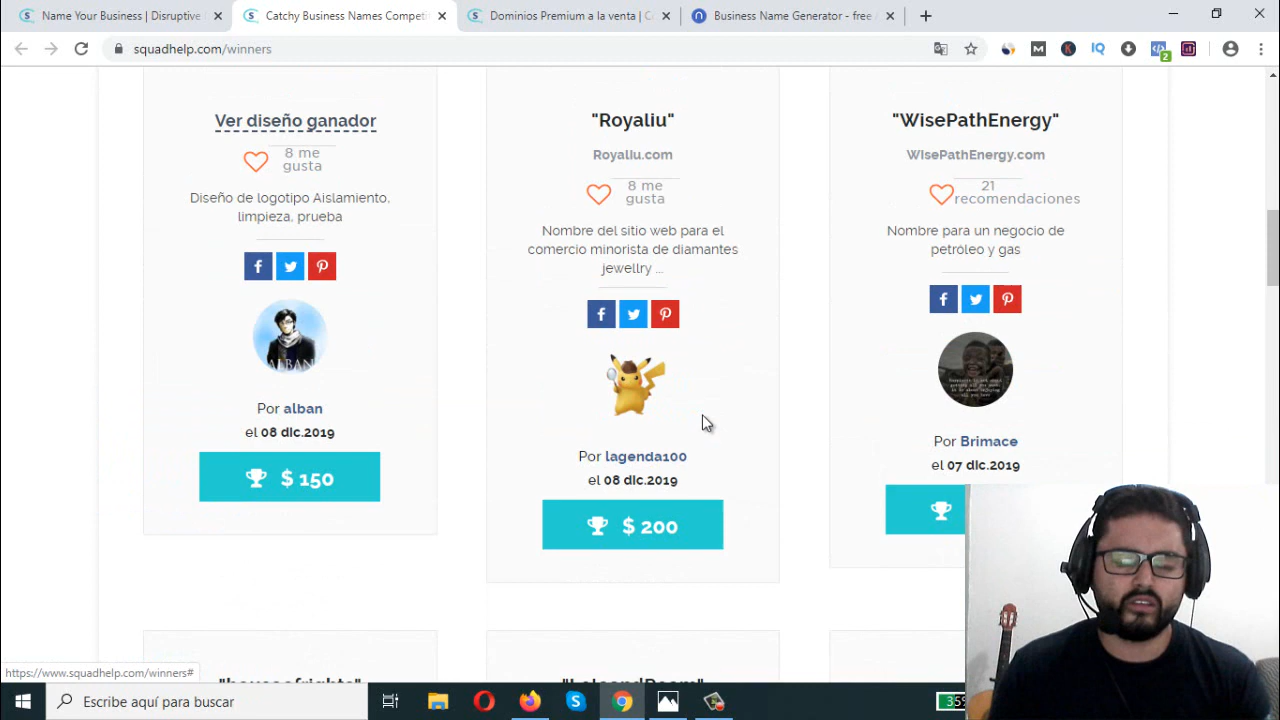 Name Your Business | Disruptive
Catchy Business Names Competi
Dominios Premium a la venta | C
Business Name Generator - free
squadhelp.com/winners
2
Ver diseño ganador
8 me
gusta
Diseño de logotipo Aislamiento,
limpieza, prueba
ALBAN
Por alban
el 08 dic.2019
$ 150
"Royaliu"
Royaliu.com
8 me
gusta
Nombre del sitio web para el
comercio minorista de diamantes
jewellry ...
Por lagenda100
el 08 dic.2019
$ 200
"WisePathEnergy"
WisePathEnergy.com
21
recomendaciones
Nombre para un negocio de
petróleo y gas
Por Brimace
el 07 dic.2019
https://www.squadhelp.com/winners#
Escribe aquí para buscar
35%